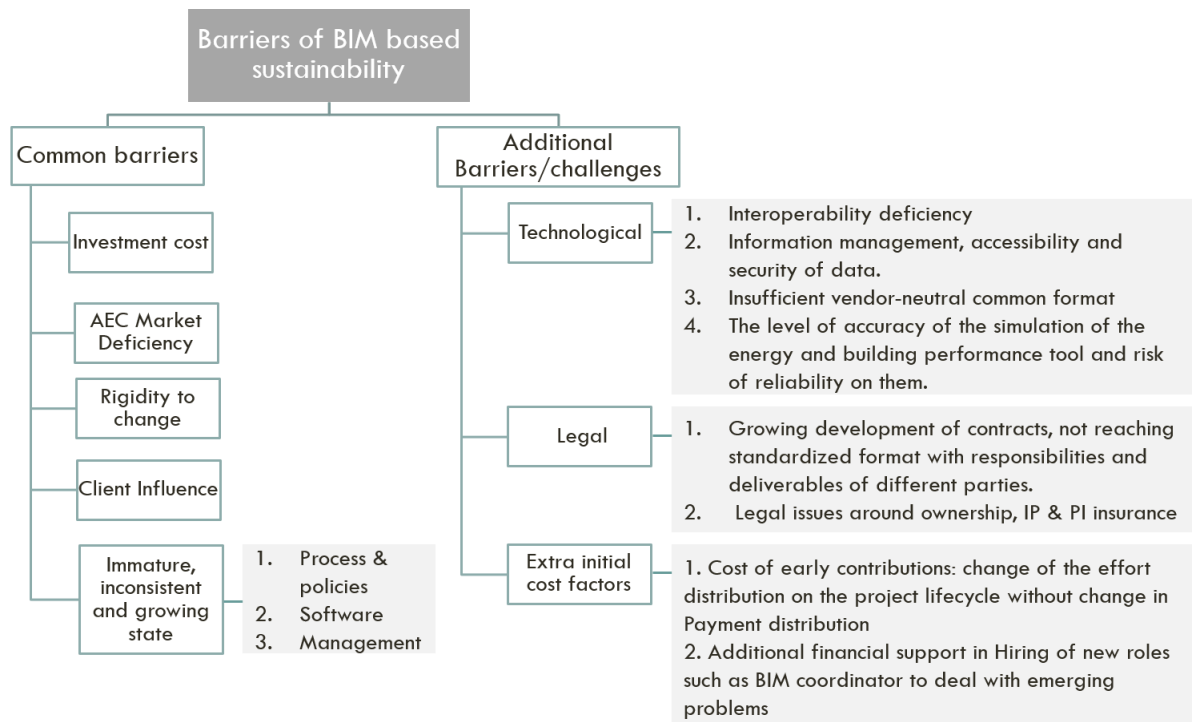 Barriers of BIM based
sustainability
Common barriers
Investment cost
AEC Market
Deficiency
Rigidity to
change
Client Influence
Immature,
inconsistent
and growing
state
1. Process &
policies
2. Software
3. Management
Additional
Barriers/challenges
Technological
1. Interoperability deficiency
2. Information management, accessibility and
security of data.
3. Insufficient vendor-neutral common format
4. The level of accuracy of the simulation of the
energy and building performance tool and risk
of reliability on them.
Legal
1. Growing development of contracts, not reaching
standardized format with responsibilities and
deliverables of different parties.
2. Legal issues around ownership, IP & PI insurance
Extra initial
cost factors
1. Cost of early contributions: change of the effort
distribution on the project lifecycle without change in
Payment distribution
2. Additional financial support in Hiring of new roles
such as BIM coordinator to deal with emerging
problems